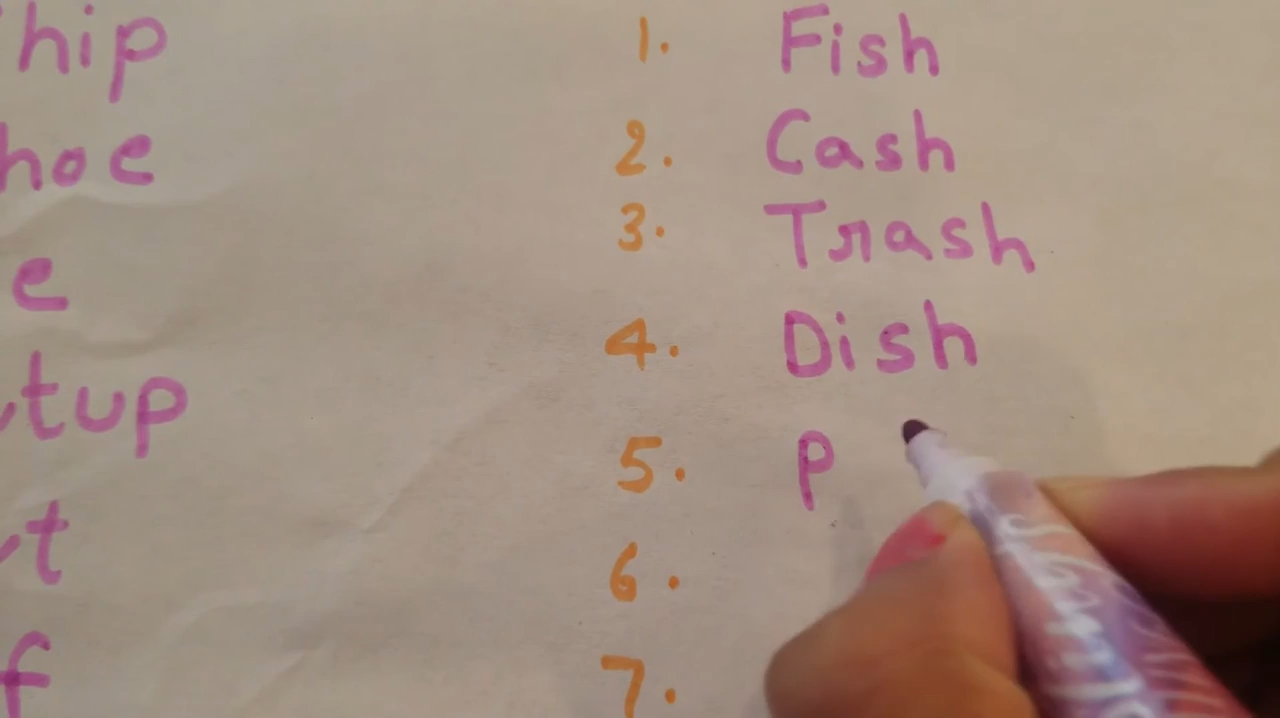 hip
hoe
e
tup
t
f
1. Fish
2. Cash
3. Trash
4. Dish
5. P
6.
7.